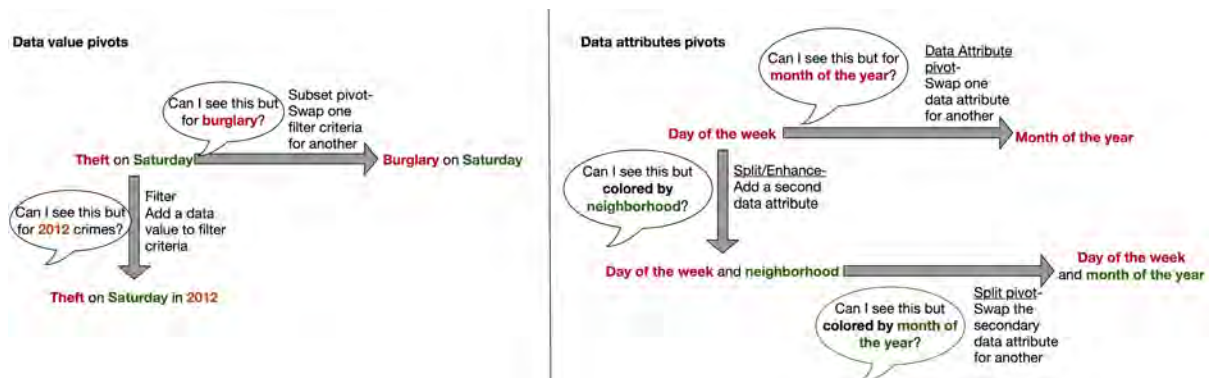 Data value pivots
Can I see this but
for burglary?
Subset pivot-
Swap one
filter criteria
for another
Theft on Saturday
Burglary on Saturday
Can I see this but
for 2012 crimes?
Filter
Add a data
value to filter
criteria
Theft on Saturday in 2012
Data attributes pivots
Can I see this but for
month of the year?
Data Attribute
pivot-
Swap one
data attribute
for another
Day of the week
Month of the year
Can I see this but
colored by
neighborhood?
Split/Enhance-
Add a second
data attribute
Day of the week and neighborhood
Day of the week
and month of the year
Can I see this but
colored by month of
the year?
Split pivot-
Swap the
secondary
data attribute
for another